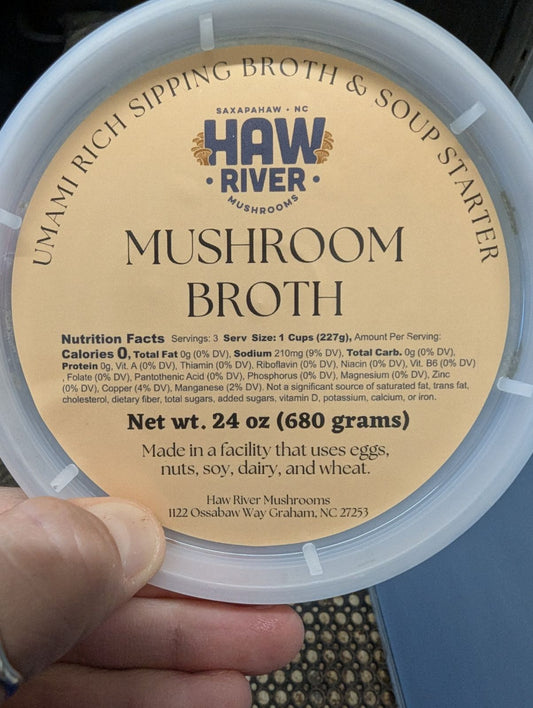 UMAMI RICH SIPPING BROTH & SOUP STARTER
SAXAPAHAW • NC
HAW
• RIVER •
MUSHROOMS
MUSHROOM
BROTH
Nutrition Facts Servings: 3 Serv Size: 1 Cups (227g), Amount Per Serving:
Calories 0, Total Fat 0g (0% DV), Sodium 210mg (9% DV), Total Carb. 0g (0% DV),
Protein 0g, Vit. A (0% DV), Thiamin (0% DV), Riboflavin (0% DV), Niacin (0% DV), Vit. B6 (0% DV)
, Folate (0% DV), Pantothenic Acid (0% DV), Phosphorus (0% DV), Magnesium (0% DV), Zinc
(0% DV), Copper (4% DV), Manganese (2% DV). Not a significant source of saturated fat, trans fat,
cholesterol, dietary fiber, total sugars, added sugars, vitamin D, potassium, calcium, or iron.
Net wt. 24 oz (680 grams)
Made in a facility that uses eggs,
nuts, soy, dairy, and wheat.
Haw River Mushrooms
1122 Ossabaw Way Graham, NC 27253